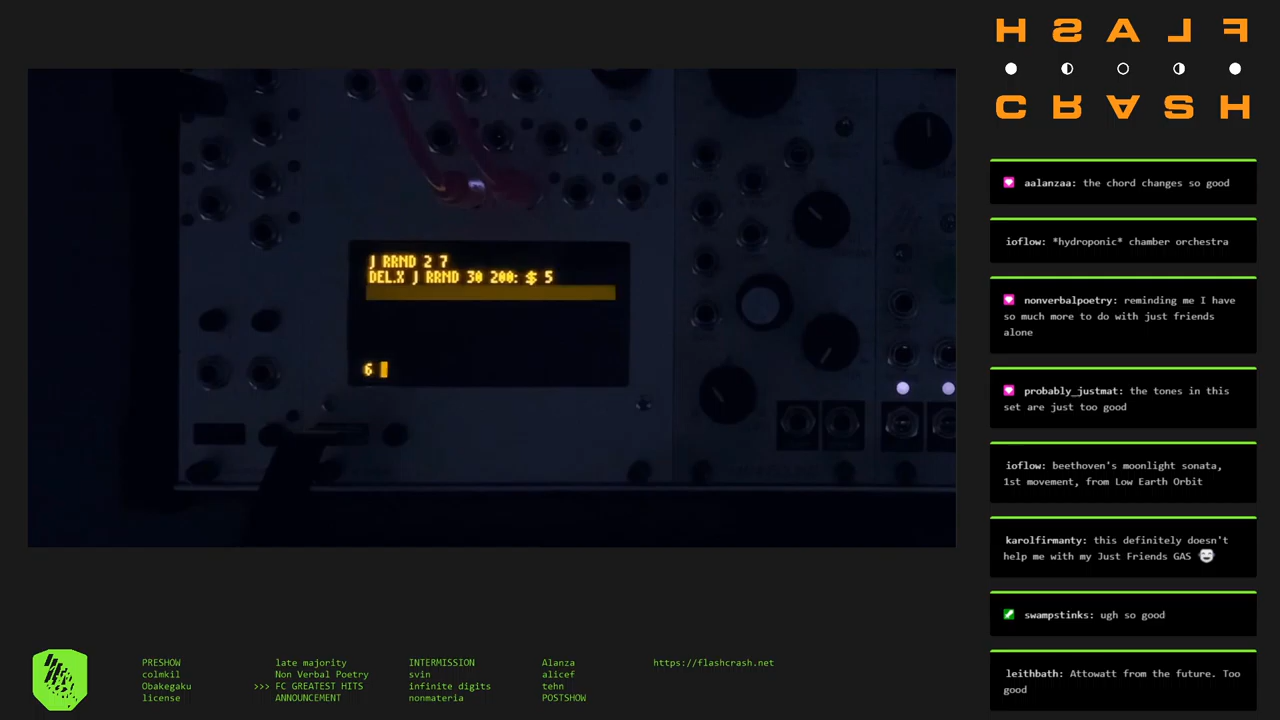 H S A L F
C R A S H
aalanzaa: the chord changes so good
ioflow: *hydroponic* chamber orchestra
nonverbalpoetry: reminding me I have
so much more to do with just friends
alone
probably_justmat: the tones in this
set are just too good
ioflow: beethoven's moonlight sonata,
1st movement, from Low Earth Orbit
karolfirmanty: this definitely doesn't
help me with my Just Friends GAS
swampstinks: ugh so good
leithbath: Attowatt from the future. Too
good
J RRND 2 7
DEL.X J RRND 30 200: $ 5
6
PRESHOW
colmkil
Obakegaku
license
late majority
Non Verbal Poetry
>>> FC GREATEST HITS
ANNOUNCEMENT
INTERMISSION
svin
infinite digits
nonmateria
Alanza
alicef
tehn
POSTSHOW
https://flashcrash.net